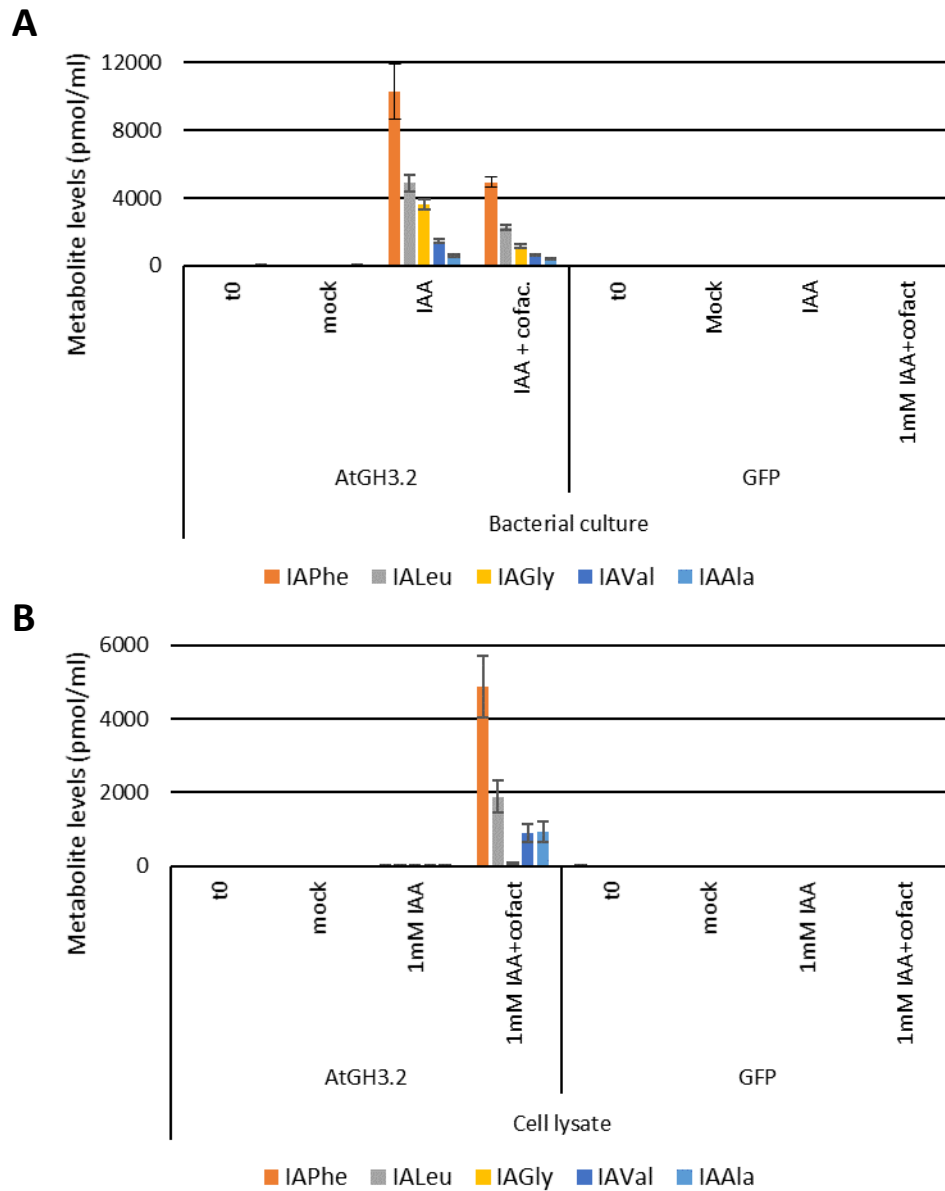 A
Metabolite levels (pmol/ml)
12000
8000
4000
0
t0
mock
IAA
IAA + cofac.
t0
Mock
IAA
1mM IAA+cofact
AtGH3.2
GFP
Bacterial culture
IAPhe IALeu IAGly IAVal IAAla
B
Metabolite levels (pmol/ml)
6000
4000
2000
0
t0
mock
1mM IAA
1mM IAA+cofact
t0
mock
1mM IAA
1mM IAA+cofact
AtGH3.2
GFP
Cell lysate
IAPhe IALeu IAGly IAVal IAAla